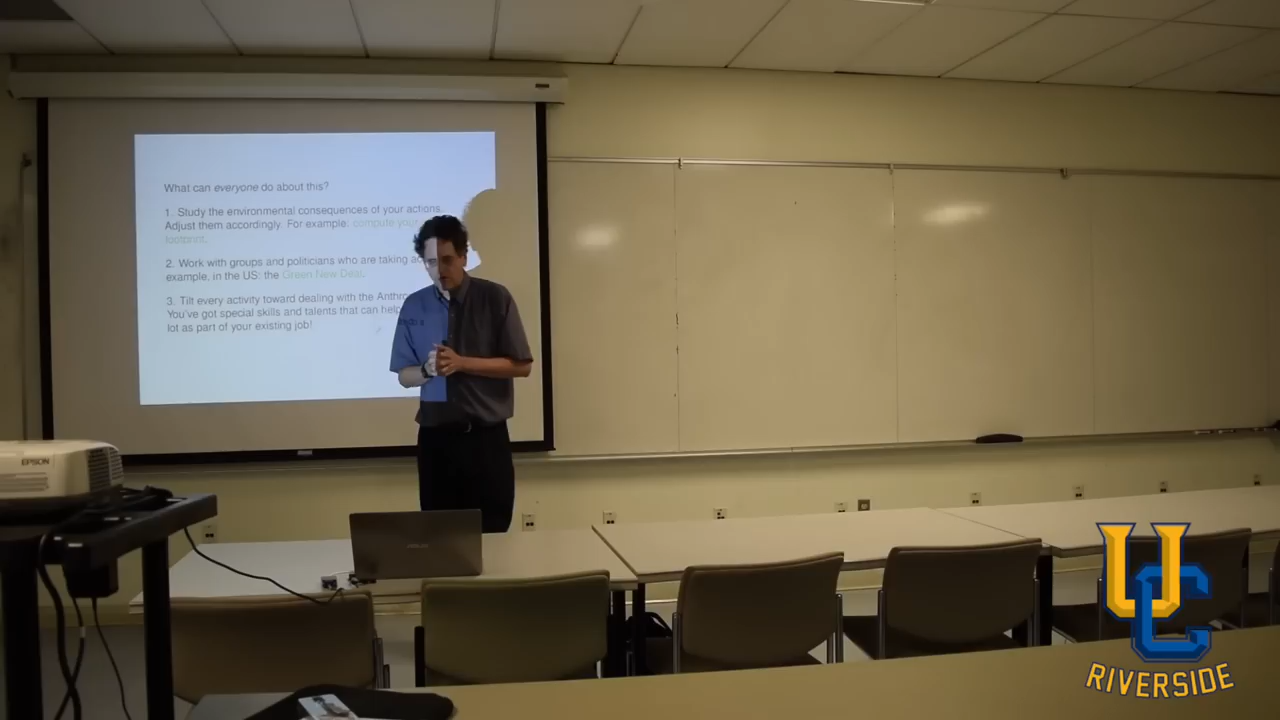 What can everyone do about this?
1. Study the environmental consequences of your actions.
Adjust them accordingly. For example: compute your
footprint.
2. Work with groups and politicians who are taking
example, in the US: the Green New Deal.
3. Tilt every activity toward dealing with the
You've got special skills and talents that can help
lot as part of your existing job!
EPSON
UC
RIVERSIDE